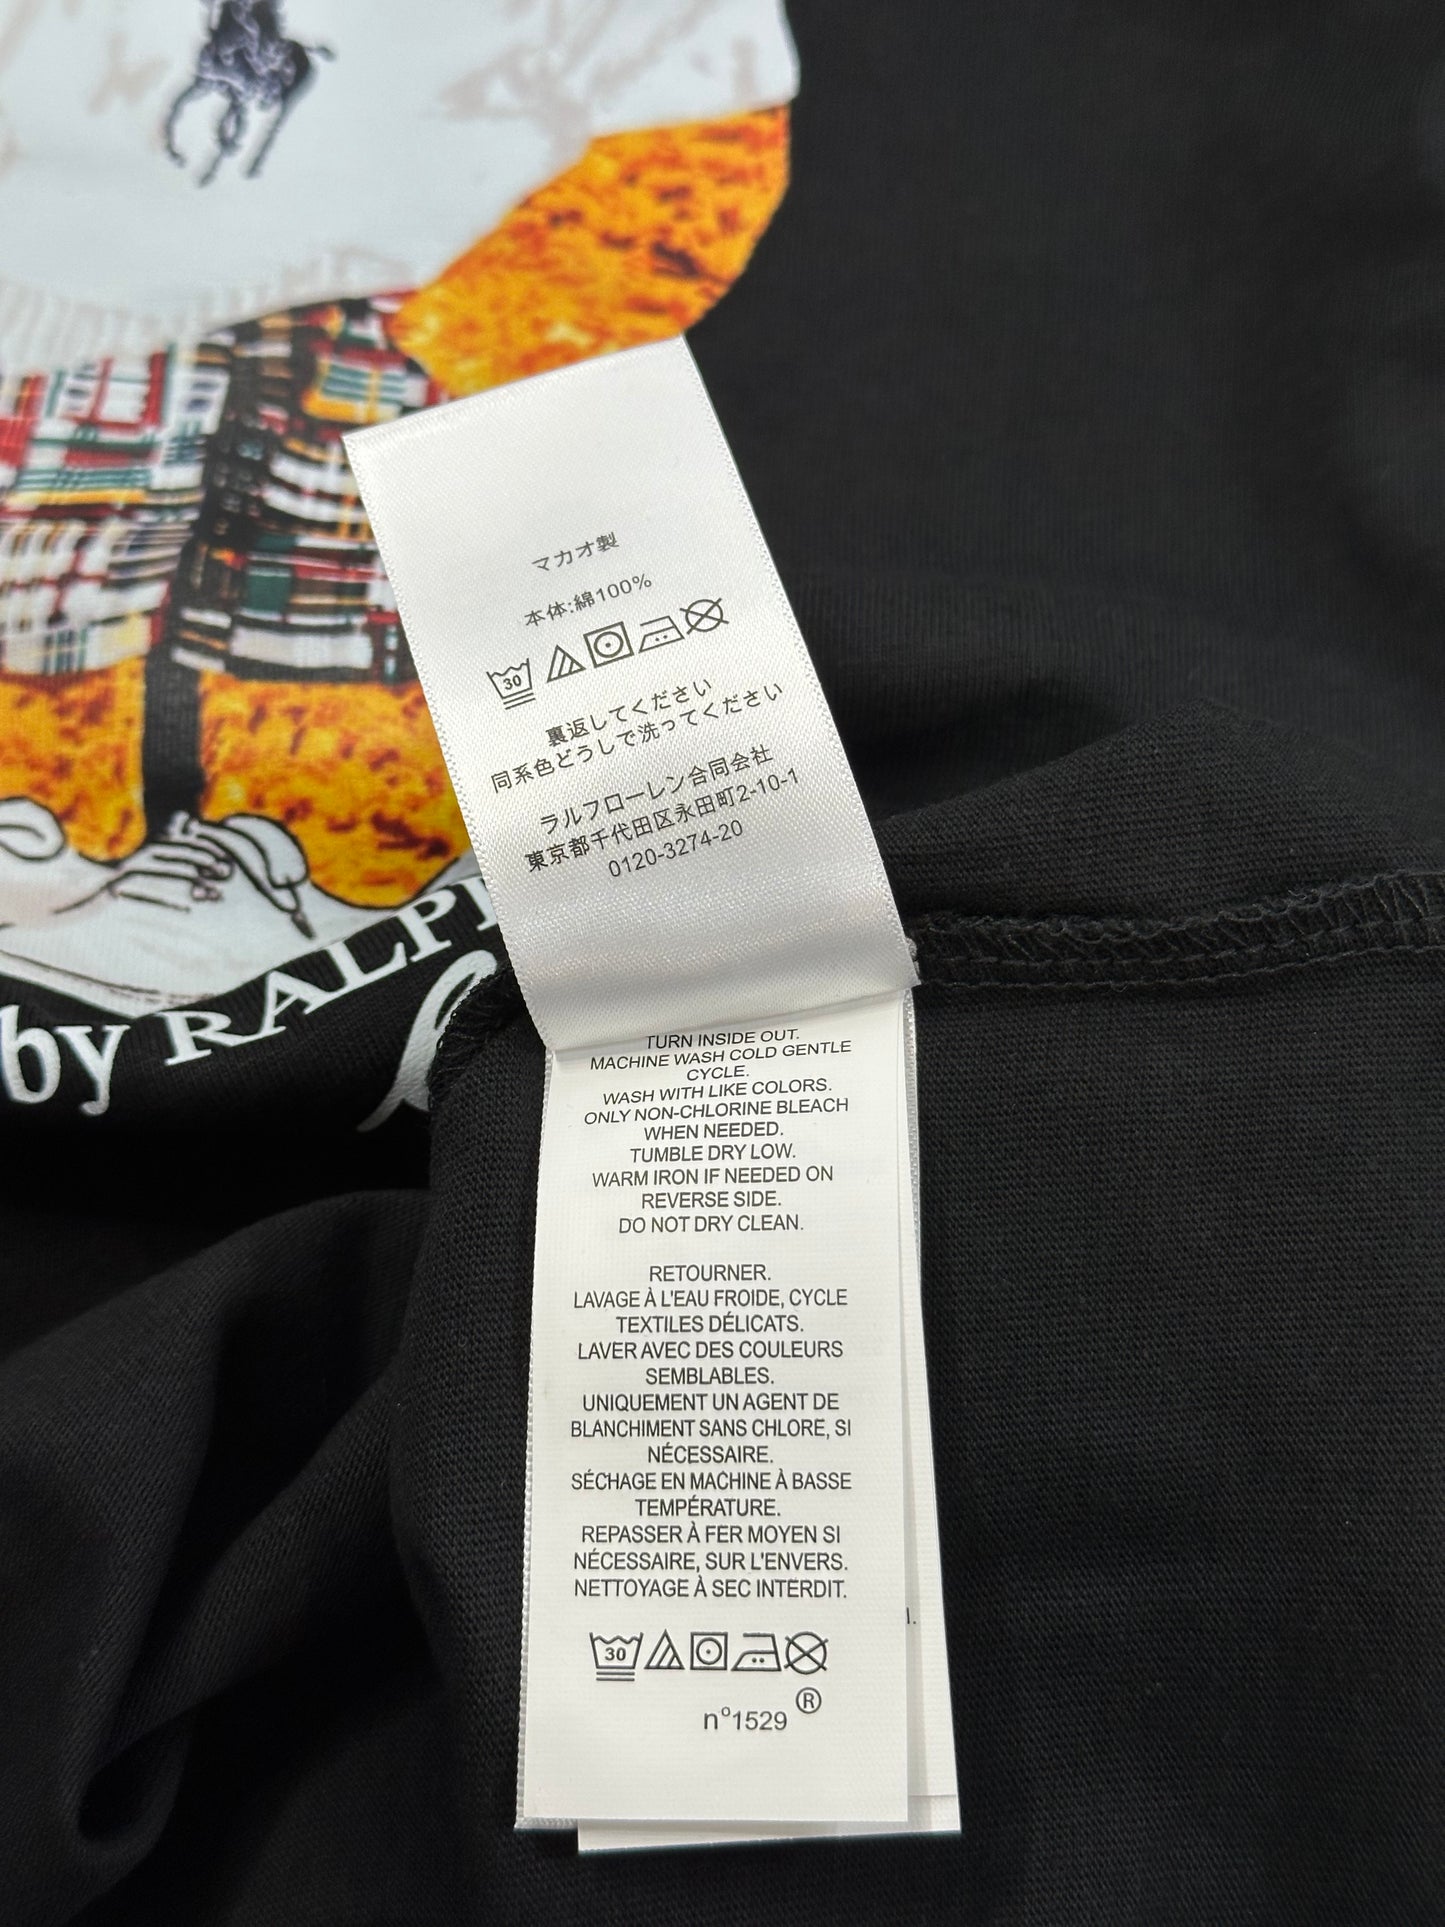 マカオ製
本体:綿100%
30
裏返してください
同系色どうしで洗ってください
ラルフローレン合同会社
東京都千代田区永田町2-10-1
0120-3274-20
by RALPH
TURN INSIDE OUT.
MACHINE WASH COLD GENTLE
CYCLE.
WASH WITH LIKE COLORS.
ONLY NON-CHLORINE BLEACH
WHEN NEEDED.
TUMBLE DRY LOW.
WARM IRON IF NEEDED ON
REVERSE SIDE.
DO NOT DRY CLEAN.
RETOURNER.
LAVAGE À L'EAU FROIDE, CYCLE
TEXTILES DÉLICATS.
LAVER AVEC DES COULEURS
SEMBLABLES.
UNIQUEMENT UN AGENT DE
BLANCHIMENT SANS CHLORE, SI
NÉCESSAIRE.
SÉCHAGE EN MACHINE À BASSE
TEMPÉRATURE.
REPASSER À FER MOYEN SI
NÉCESSAIRE, SUR L'ENVERS.
NETTOYAGE À SEC INTERDIT.
30
n°1529 ®